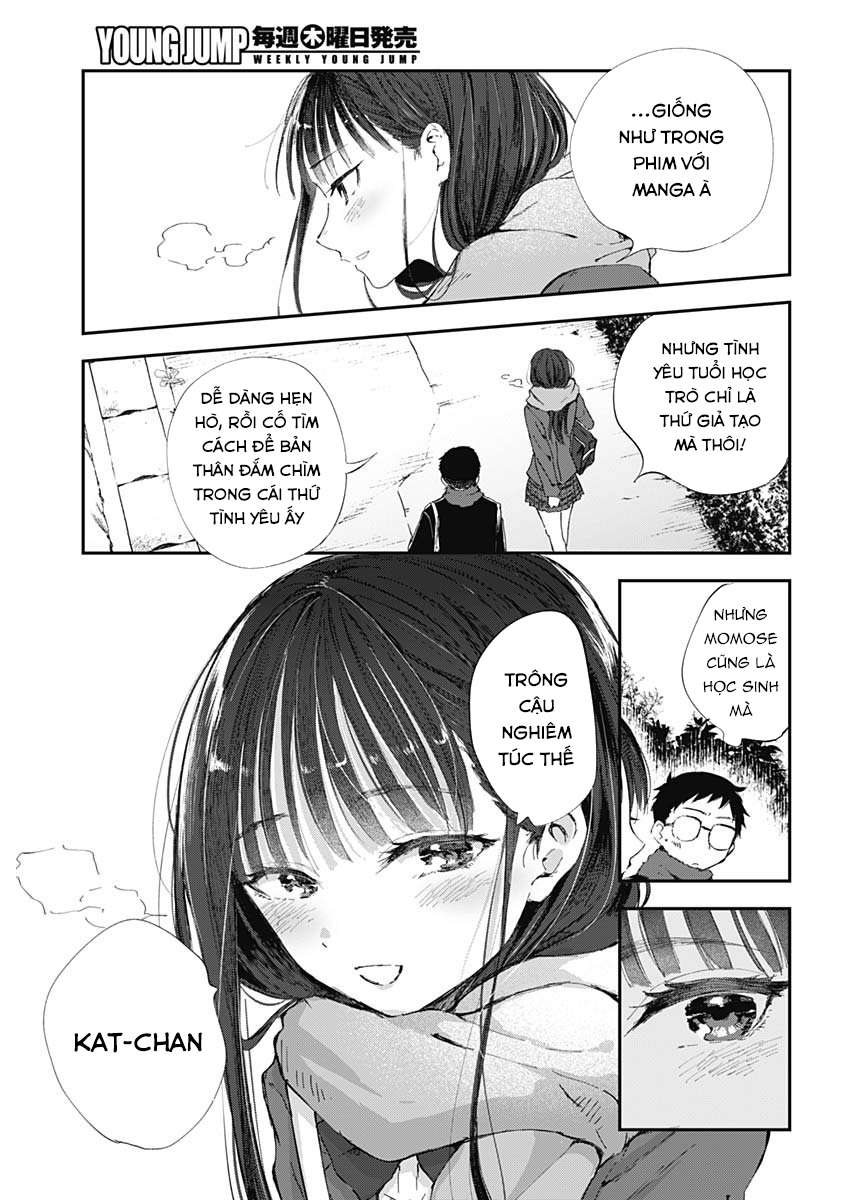 YOUNG JUMP 毎週木曜日発売
WEEKLY YOUNG JUMP
...GIỐNG
NHƯ TRONG
PHIM VỚI
MANGA À
NHƯNG TÌNH
YÊU TUỔI HỌC
TRÒ CHỈ LÀ
THỨ GIẢ TẠO
MÀ THÔI!
DỄ DÀNG HẸN
HÒ, RỒI CỐ TÌM
CÁCH ĐỂ BẢN
THÂN ĐẮM CHÌM
TRONG CÁI THỨ
TÌNH YÊU ẤY
NHƯNG
MOMOSE
CŨNG LÀ
HỌC SINH
MÀ
TRÔNG
CẬU
NGHIÊM
TÚC THẾ
KAT-CHAN